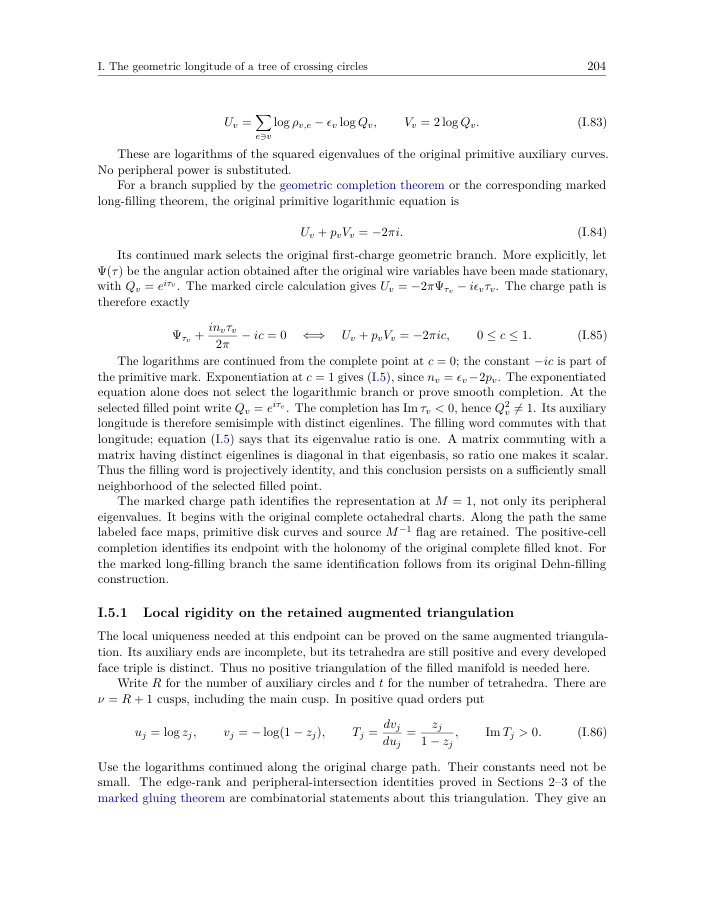 I. The geometric longitude of a tree of crossing circles 204
U_v = ∑_{e∋v} log ρ_{v,e} − ϵ_v log Q_v, V_v = 2 log Q_v. (I.83)
These are logarithms of the squared eigenvalues of the original primitive auxiliary curves.
No peripheral power is substituted.
For a branch supplied by the geometric completion theorem or the corresponding marked
long-filling theorem, the original primitive logarithmic equation is
U_v + p_v V_v = −2πi. (I.84)
Its continued mark selects the original first-charge geometric branch. More explicitly, let
Ψ(τ) be the angular action obtained after the original wire variables have been made stationary,
with Q_v = e^{iτ_v}. The marked circle calculation gives U_v = −2πΨ_{τ_v} − iϵ_vτ_v. The charge path is
therefore exactly
Ψ_{τ_v} + in_vτ_v/2π − ic = 0 ⟺ U_v + p_vV_v = −2πic, 0 ≤ c ≤ 1. (I.85)
The logarithms are continued from the complete point at c = 0; the constant −ic is part of
the primitive mark. Exponentiation at c = 1 gives (I.5), since n_v = ϵ_v−2p_v. The exponentiated
equation alone does not select the logarithmic branch or prove smooth completion. At the
selected filled point write Q_v = e^{iτ_v}. The completion has Im τ_v < 0, hence Q_v^2 ≠ 1. Its auxiliary
longitude is therefore semisimple with distinct eigenlines. The filling word commutes with that
longitude; equation (I.5) says that its eigenvalue ratio is one. A matrix commuting with a
matrix having distinct eigenlines is diagonal in that eigenbasis, so ratio one makes it scalar.
Thus the filling word is projectively identity, and this conclusion persists on a sufficiently small
neighborhood of the selected filled point.
The marked charge path identifies the representation at M = 1, not only its peripheral
eigenvalues. It begins with the original complete octahedral charts. Along the path the same
labeled face maps, primitive disk curves and source M^{−1} flag are retained. The positive-cell
completion identifies its endpoint with the holonomy of the original complete filled knot. For
the marked long-filling branch the same identification follows from its original Dehn-filling
construction.
I.5.1 Local rigidity on the retained augmented triangulation
The local uniqueness needed at this endpoint can be proved on the same augmented triangula-
tion. Its auxiliary ends are incomplete, but its tetrahedra are still positive and every developed
face triple is distinct. Thus no positive triangulation of the filled manifold is needed here.
Write R for the number of auxiliary circles and t for the number of tetrahedra. There are
ν = R + 1 cusps, including the main cusp. In positive quad orders put
u_j = log z_j, v_j = − log(1 − z_j), T_j = dv_j/du_j = z_j/(1 − z_j), Im T_j > 0. (I.86)
Use the logarithms continued along the original charge path. Their constants need not be
small. The edge-rank and peripheral-intersection identities proved in Sections 2–3 of the
marked gluing theorem are combinatorial statements about this triangulation. They give an